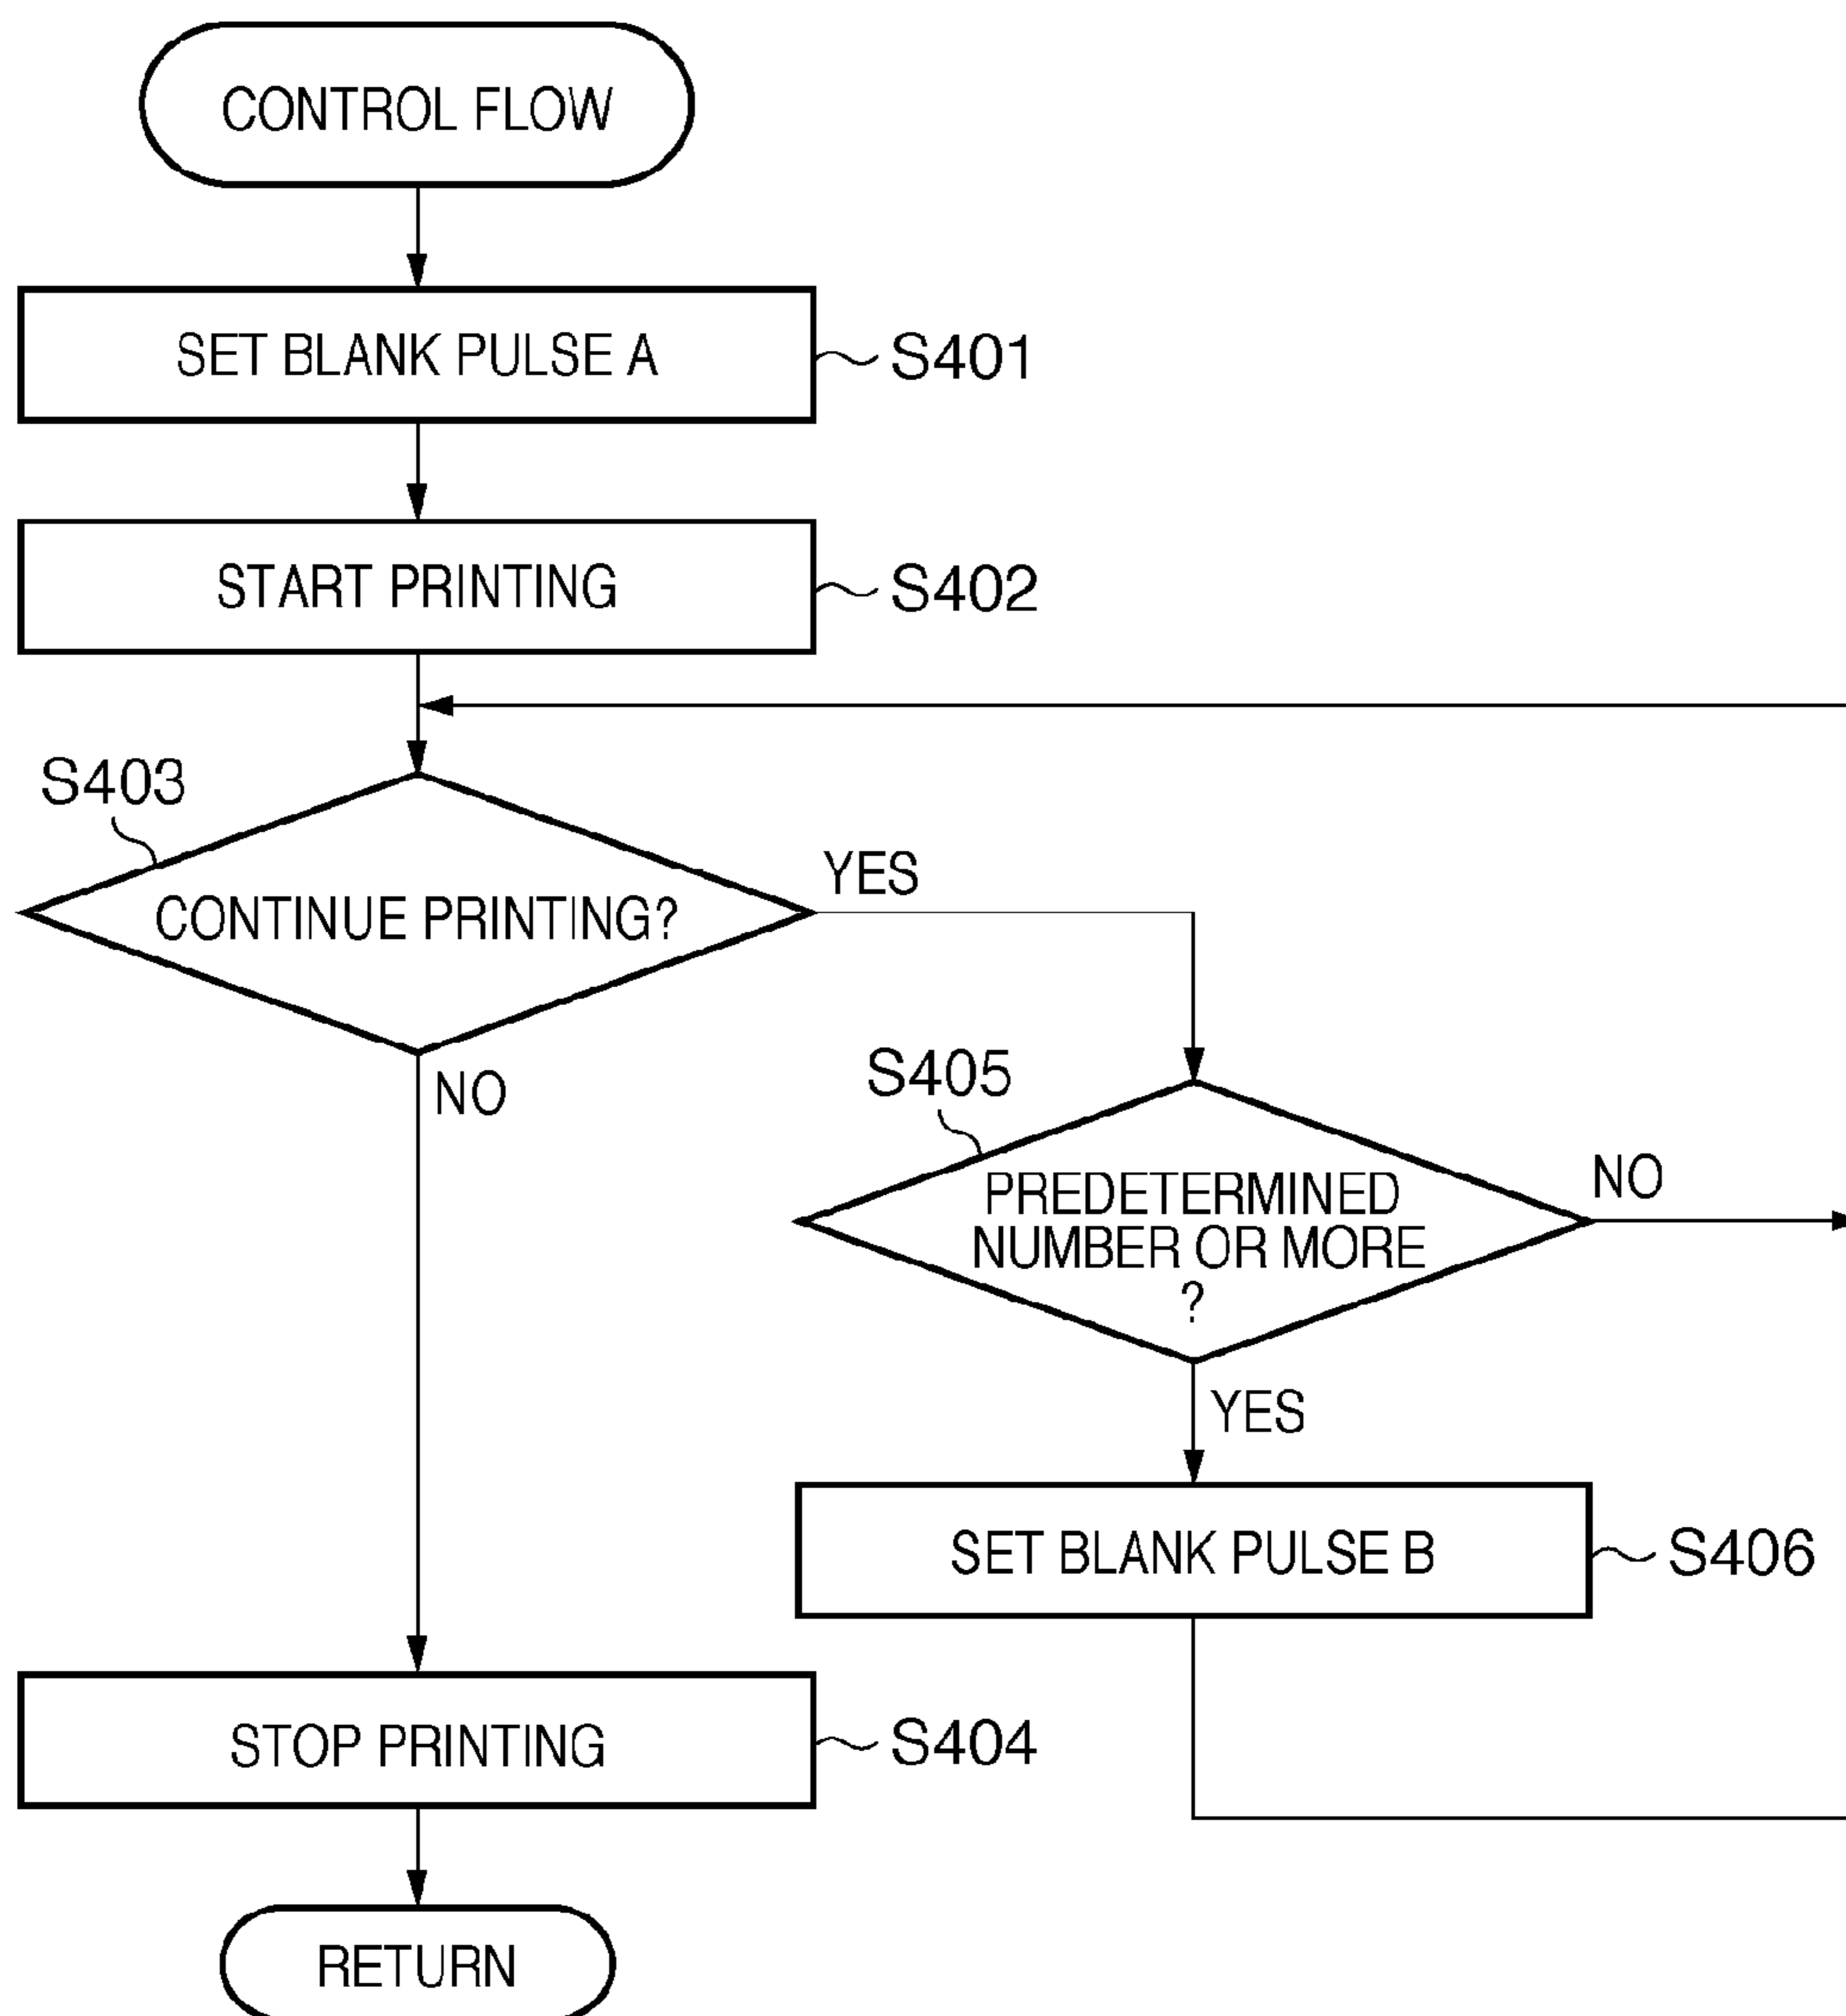 CONTROL FLOW
SET BLANK PULSE A
S401
START PRINTING
S402
S403
CONTINUE PRINTING?
YES
NO
S405
PREDETERMINED
NUMBER OR MORE
?
NO
YES
SET BLANK PULSE B
S406
STOP PRINTING
S404
RETURN